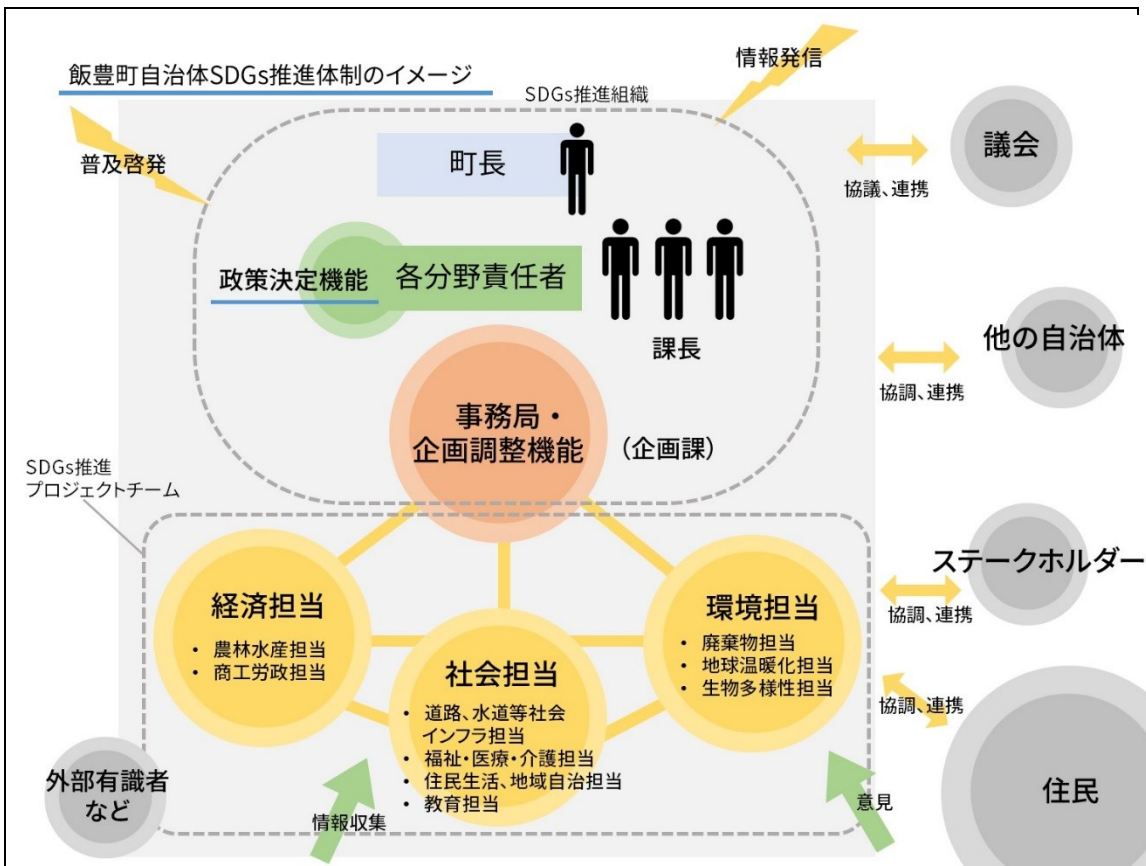 飯豊町自治体SDGs推進体制のイメージ
情報発信
SDGs推進組織
普及啓発
町長
議会
協議、連携
政策決定機能
各分野責任者
課長
他の自治体
協調、連携
事務局・
企画調整機能
(企画課)
SDGs推進
プロジェクトチーム
ステークホルダー
協調、連携
経済担当
• 農林水産担当
• 商工労政担当
社会担当
• 道路、水道等社会
インフラ担当
• 福祉・医療・介護担当
• 住民生活、地域自治担当
• 教育担当
環境担当
• 廃棄物担当
• 地球温暖化担当
• 生物多様性担当
協調、連携
住民
外部有識者
など
情報収集
意見